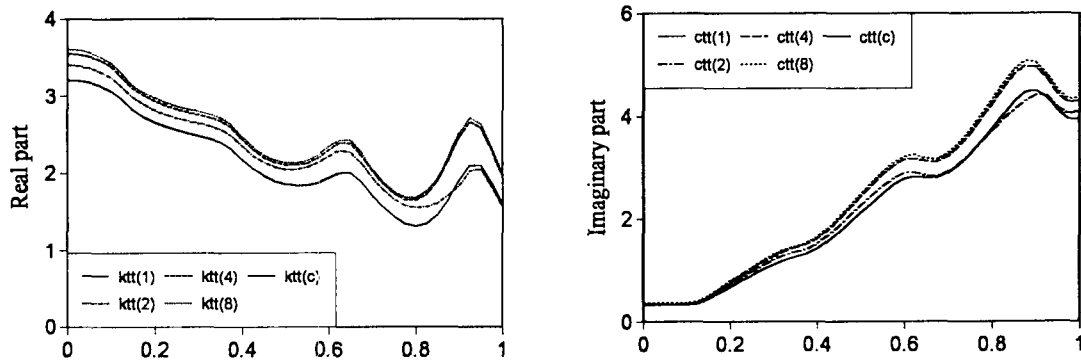 4
3
2
1
0
Real part
ktt(1) ktt(4) ktt(c)
ktt(2) ktt(8)
0 0.2 0.4 0.6 0.8 1
6
4
2
0
Imaginary part
ctt(1) ctt(4) ctt(c)
ctt(2) ctt(8)
0 0.2 0.4 0.6 0.8 1